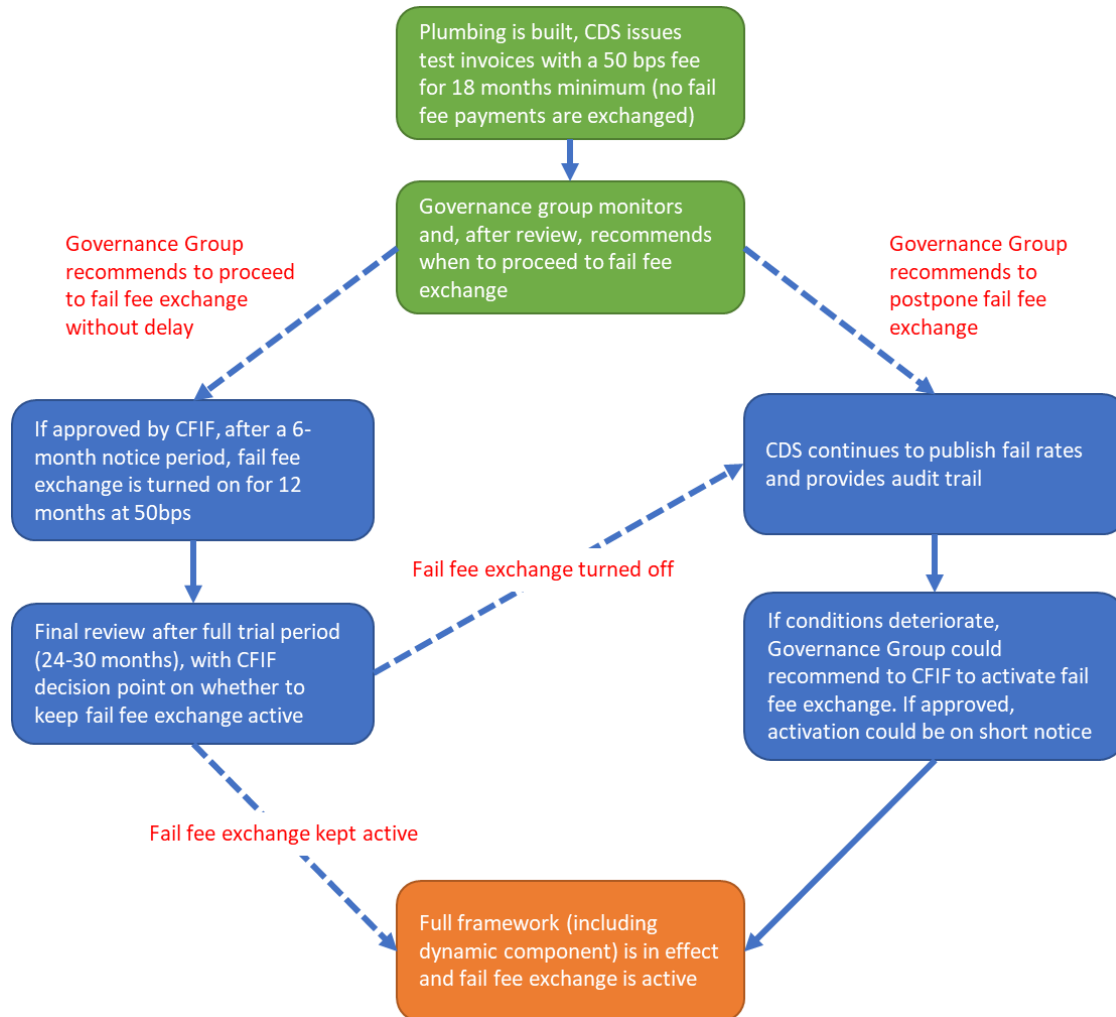 Plumbing is built, CDS issues
test invoices with a 50 bps fee
for 18 months minimum (no fail
fee payments are exchanged)
Governance group monitors
and, after review, recommends
when to proceed to fail fee
exchange
Governance Group
recommends to proceed
to fail fee exchange
without delay
Governance Group
recommends to
postpone fail fee
exchange
If approved by CFIF, after a 6-
month notice period, fail fee
exchange is turned on for 12
months at 50bps
CDS continues to publish fail rates
and provides audit trail
Fail fee exchange turned off
Final review after full trial period
(24-30 months), with CFIF
decision point on whether to
keep fail fee exchange active
If conditions deteriorate,
Governance Group could
recommend to CFIF to activate fail
fee exchange. If approved,
activation could be on short notice
Fail fee exchange kept active
Full framework (including
dynamic component) is in effect
and fail fee exchange is active